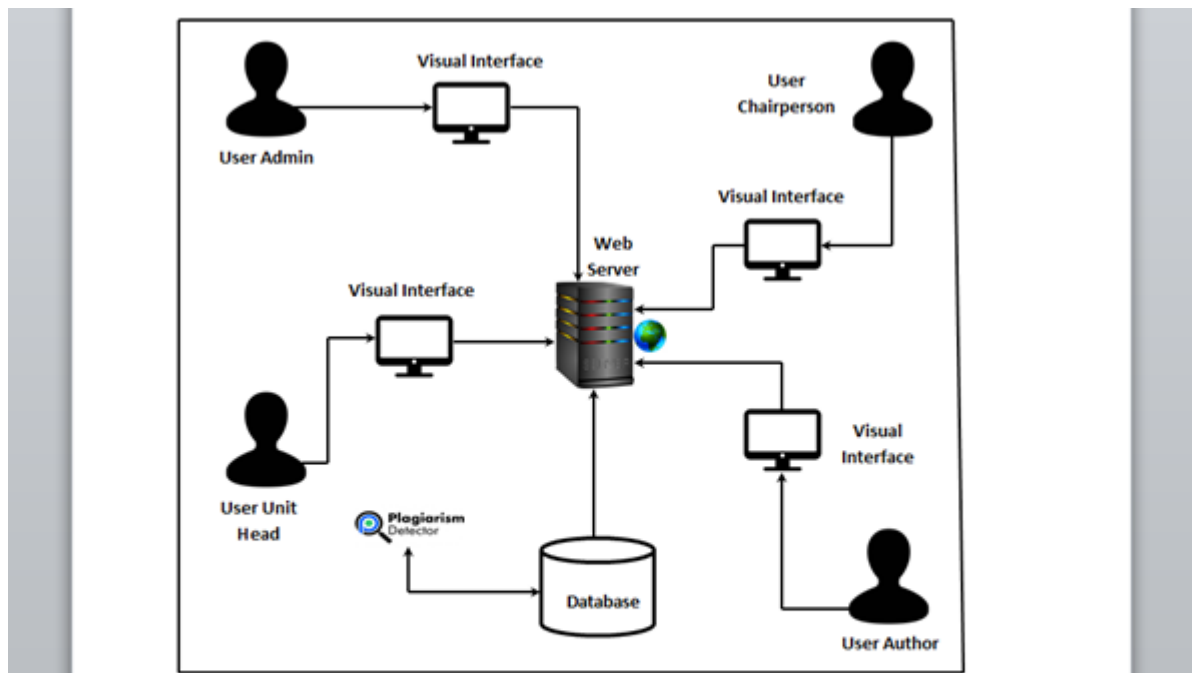 Visual Interface
User Admin
User
Chairperson
Visual Interface
Web
Server
Visual Interface
User Unit
Head
Plagiarism
Detector
Database
Visual
Interface
User Author